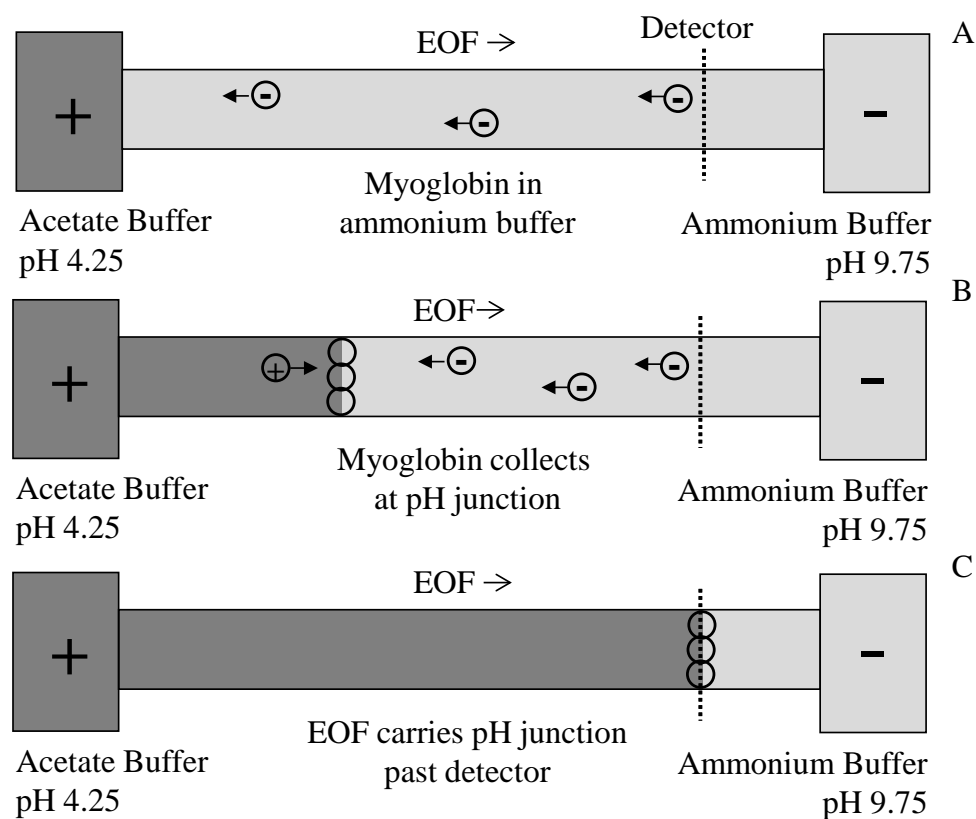 A
EOF →
Detector
+
-
-
-
-
Myoglobin in
ammonium buffer
Acetate Buffer
pH 4.25
Ammonium Buffer
pH 9.75
B
EOF →
+
+
-
-
-
-
Myoglobin collects
at pH junction
Acetate Buffer
pH 4.25
Ammonium Buffer
pH 9.75
C
EOF →
+
-
EOF carries pH junction
past detector
Acetate Buffer
pH 4.25
Ammonium Buffer
pH 9.75